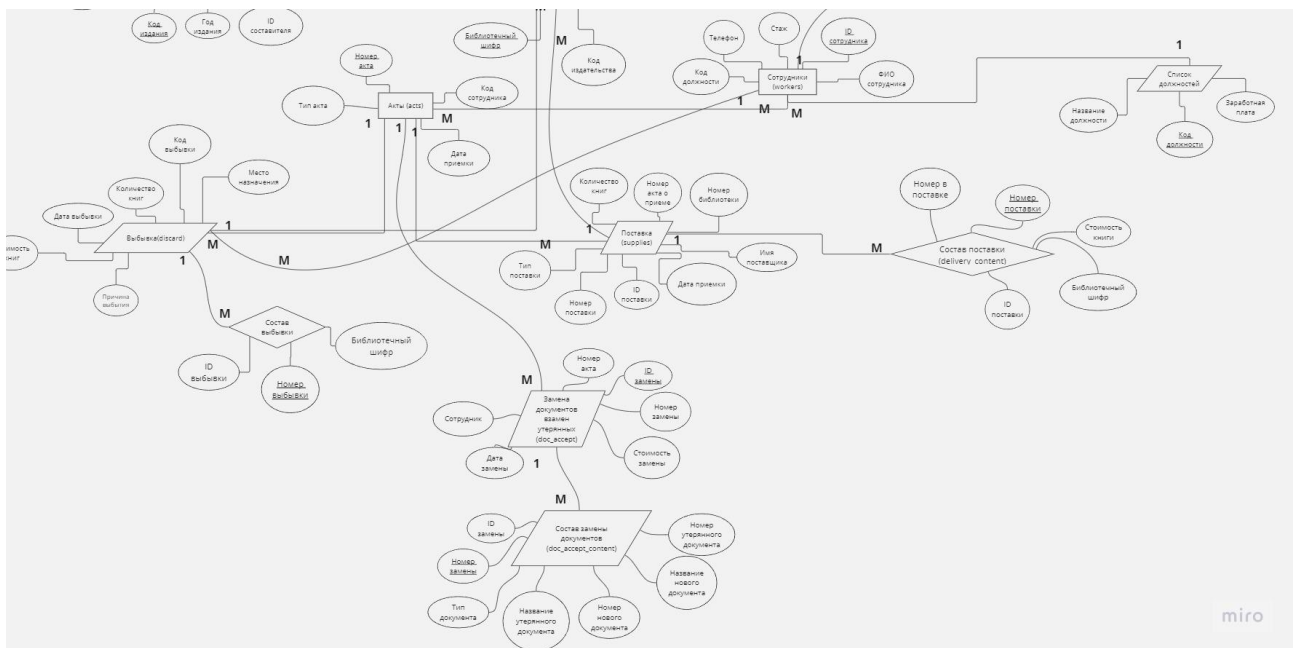 Код
издания
Год
издания
ID
составителя
Библиотечный
шифр
M
Код
издательства
Телефон
Стаж
ID
сотрудника
Код
должности
Сотрудники
(workers)
ФИО
сотрудника
1
1
M
M
1
Список
должностей
Название
должности
Заработная
плата
Код
должности
Номер
акта
Тип акта
Акты (acts)
Код
сотрудника
1
1
1
M
Дата
приемки
Код
выбывки
Место
назначения
Количество
книг
Дата выбывки
Выбывка(discard)
1
M
M
1
Причина
выбытия
M
Состав
выбывки
Библиотечный
шифр
ID
выбывки
Номер
выбывки
Количество
книг
Номер
акта о
приеме
Номер
библиотеки
1
Поставка
(supplies)
1
M
Тип
поставки
Имя
поставщика
Дата приемки
ID
поставки
Номер
поставки
Номер в
поставке
Номер
поставки
M
Состав поставки
(delivery content)
Стоимость
книги
Библиотечный
шифр
ID
поставки
M
Номер
акта
ID
замены
Замена
документов
взамен
утерянных
(doc_accept)
Сотрудник
Номер
замены
Дата
замены
Стоимость
замены
1
M
ID
замены
Состав замены
документов
(doc_accept_content)
Номер
утерянного
документа
Номер
замены
Название
нового
документа
Тип
документа
Название
утерянного
документа
Номер
нового
документа
miro